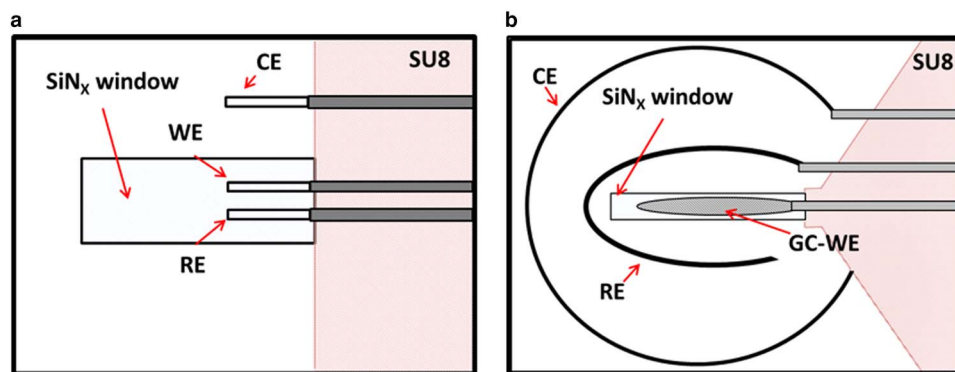 a
CE
SU8
SiNX window
WE
RE
b
CE
SU8
SiNX window
GC-WE
RE